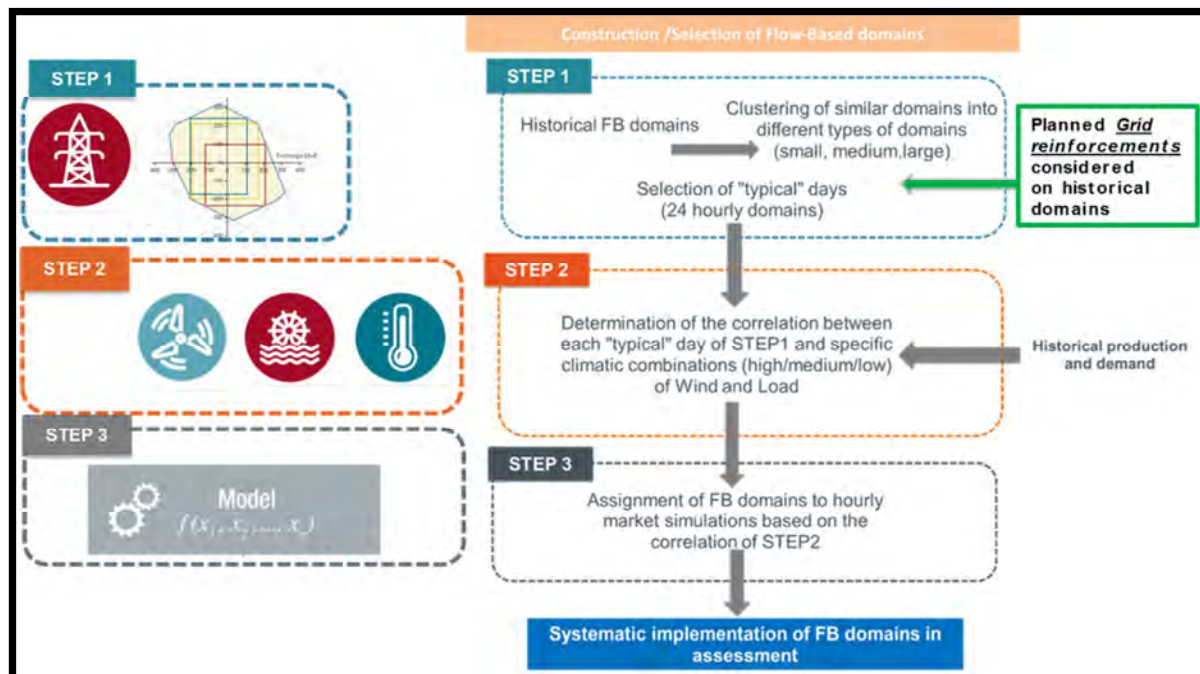 Construction /Selection of Flow-Based domains
STEP 1
STEP 1
Historical FB domains
Clustering of similar domains into
different types of domains
(small, medium,large)
Selection of "typical" days
(24 hourly domains)
Planned Grid
reinforcements
considered
on historical
domains
STEP 2
STEP 2
Determination of the correlation between
each "typical" day of STEP1 and specific
climatic combinations (high/medium/low)
of Wind and Load
Historical production
and demand
STEP 3
Model
STEP 3
Assignment of FB domains to hourly
market simulations based on the
correlation of STEP2
Systematic implementation of FB domains in
assessment